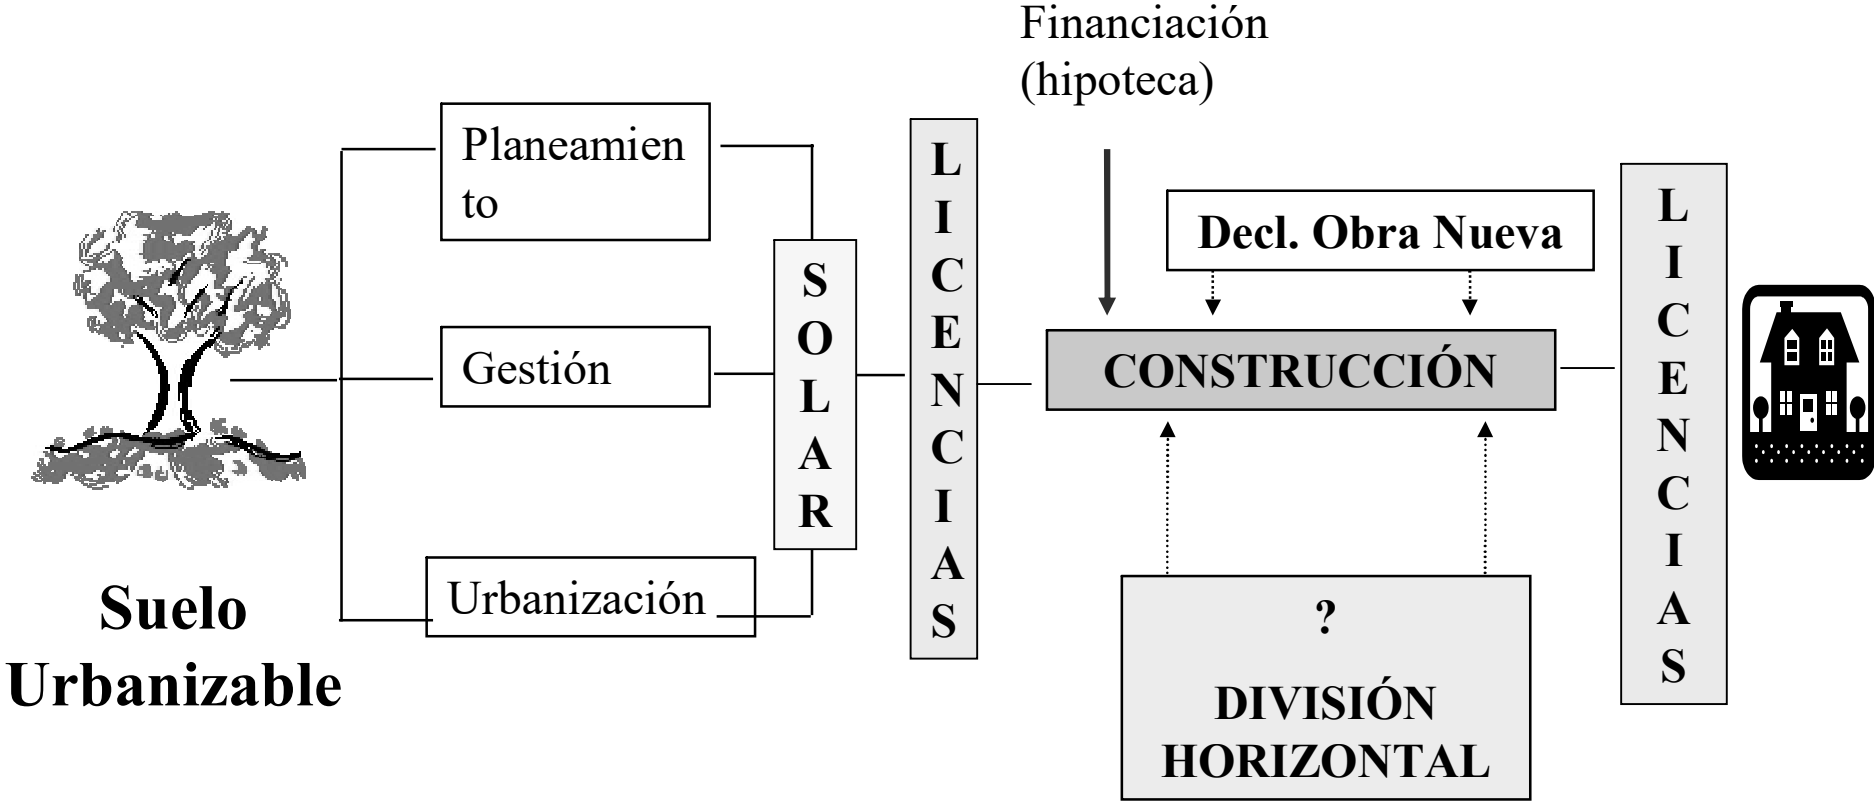 Financiación
(hipoteca)
Planeamien
to
Gestión
Urbanización
Suelo
Urbanizable
S
O
L
A
R
L
I
C
E
N
C
I
A
S
Decl. Obra Nueva
CONSTRUCCIÓN
?
DIVISIÓN
HORIZONTAL
L
I
C
E
N
C
I
A
S